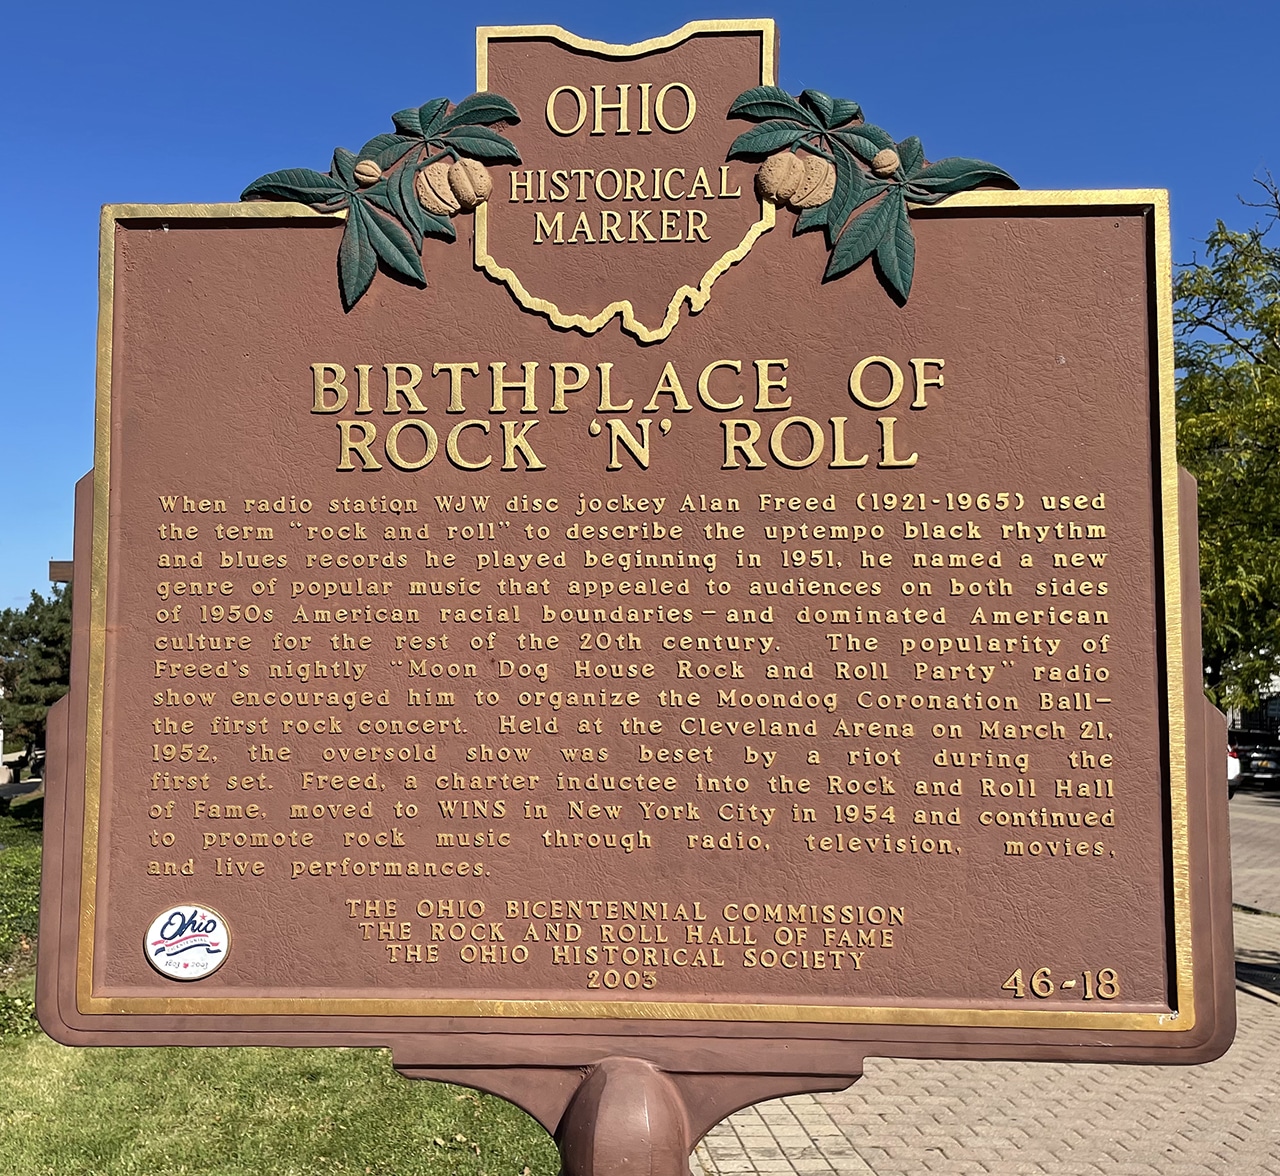 OHIO
HISTORICAL
MARKER
BIRTHPLACE OF
ROCK 'N' ROLL
When radio station WJW disc jockey Alan Freed (1921-1965) used
the term "rock and roll" to describe the uptempo black rhythm
and blues records he played beginning in 1951, he named a new
genre of popular music that appealed to audiences on both sides
of 1950s American racial boundaries—and dominated American
culture for the rest of the 20th century. The popularity of
Freed's nightly "Moon Dog House Rock and Roll Party" radio
show encouraged him to organize the Moondog Coronation Ball—
the first rock concert. Held at the Cleveland Arena on March 21,
1952, the oversold show was beset by a riot during the
first set. Freed, a charter inductee into the Rock and Roll Hall
of Fame, moved to WINS in New York City in 1954 and continued
to promote rock music through radio, television, movies,
and live performances.
THE OHIO BICENTENNIAL COMMISSION
THE ROCK AND ROLL HALL OF FAME
THE OHIO HISTORICAL SOCIETY
2003
Ohio
BICENTENNIAL
1803 2003
46-18